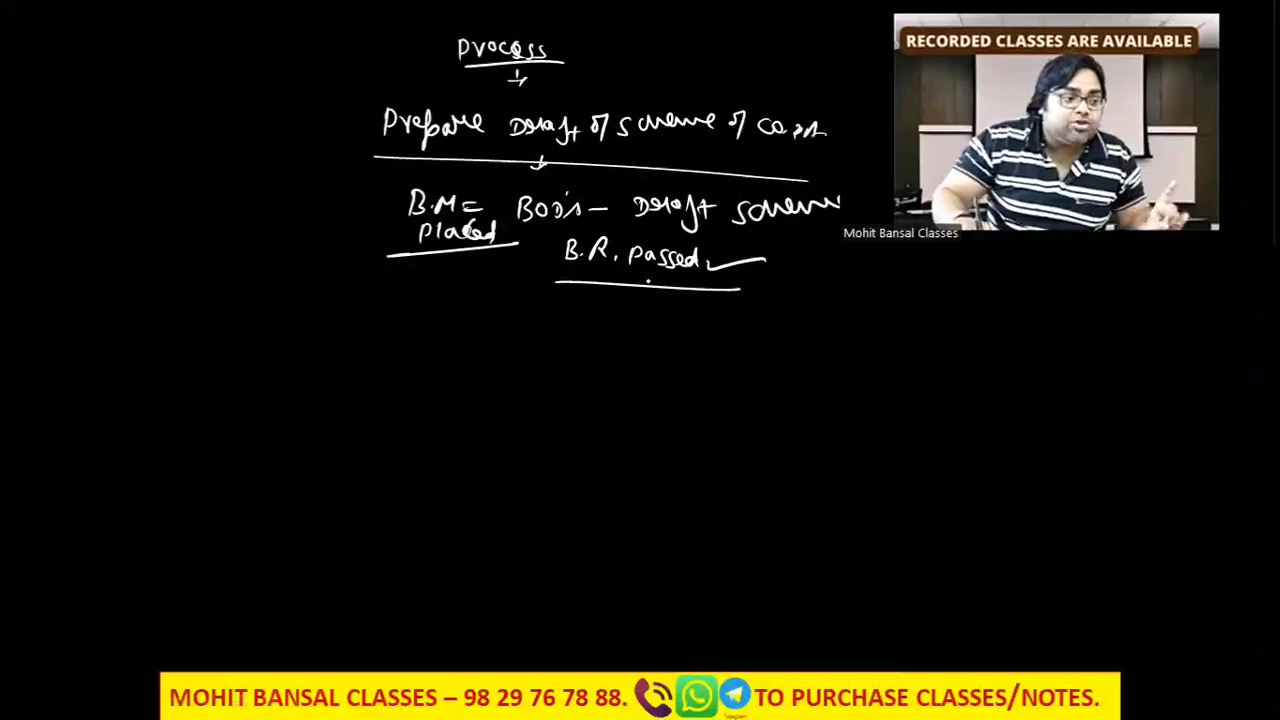 Process
Prepare Draft of scheme of
B.M= BOD's - Draft scheme
placed
B.R. passed
RECORDED CLASSES ARE AVAILABLE
Mohit Bansal Classes
MOHIT BANSAL CLASSES – 98 29 76 78 88. TO PURCHASE CLASSES/NOTES.
Telegram